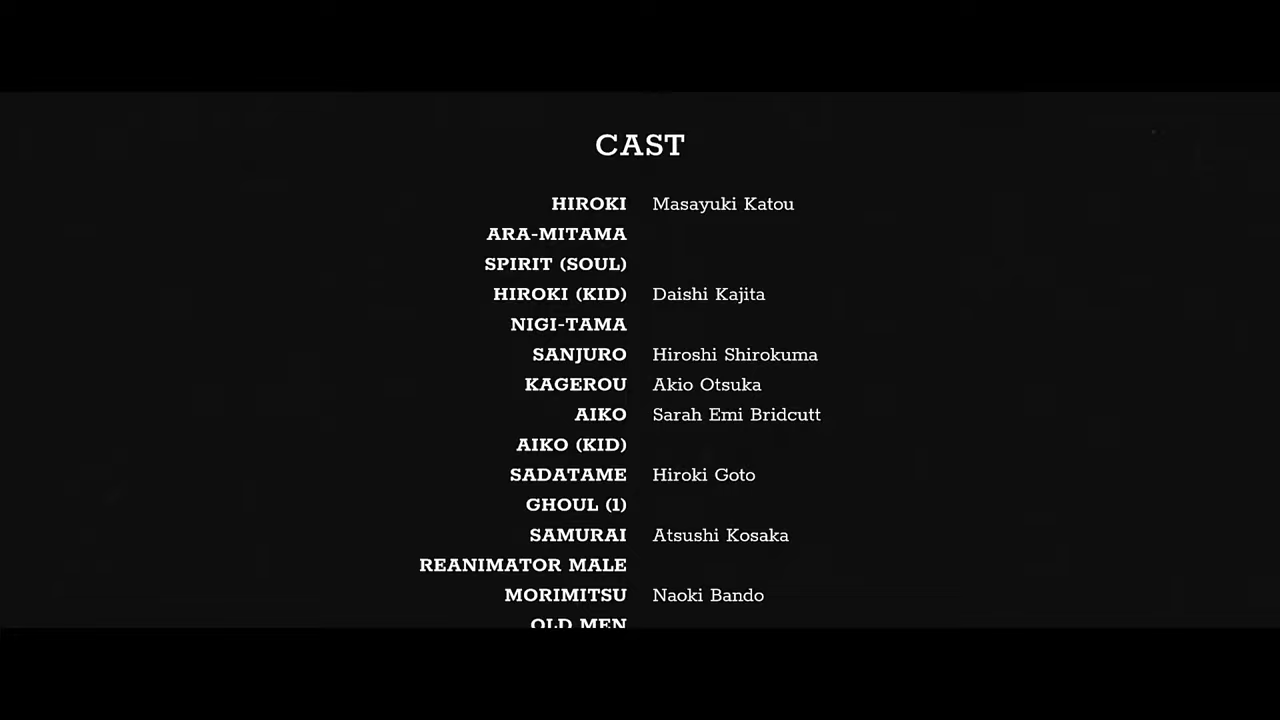 CAST
HIROKI Masayuki Katou
ARA-MITAMA
SPIRIT (SOUL)
HIROKI (KID) Daishi Kajita
NIGI-TAMA
SANJURO Hiroshi Shirokuma
KAGEROU Akio Otsuka
AIKO Sarah Emi Bridcutt
AIKO (KID)
SADATAME Hiroki Goto
GHOUL (1)
SAMURAI Atsushi Kosaka
REANIMATOR MALE
MORIMITSU Naoki Bando
OLD MEN